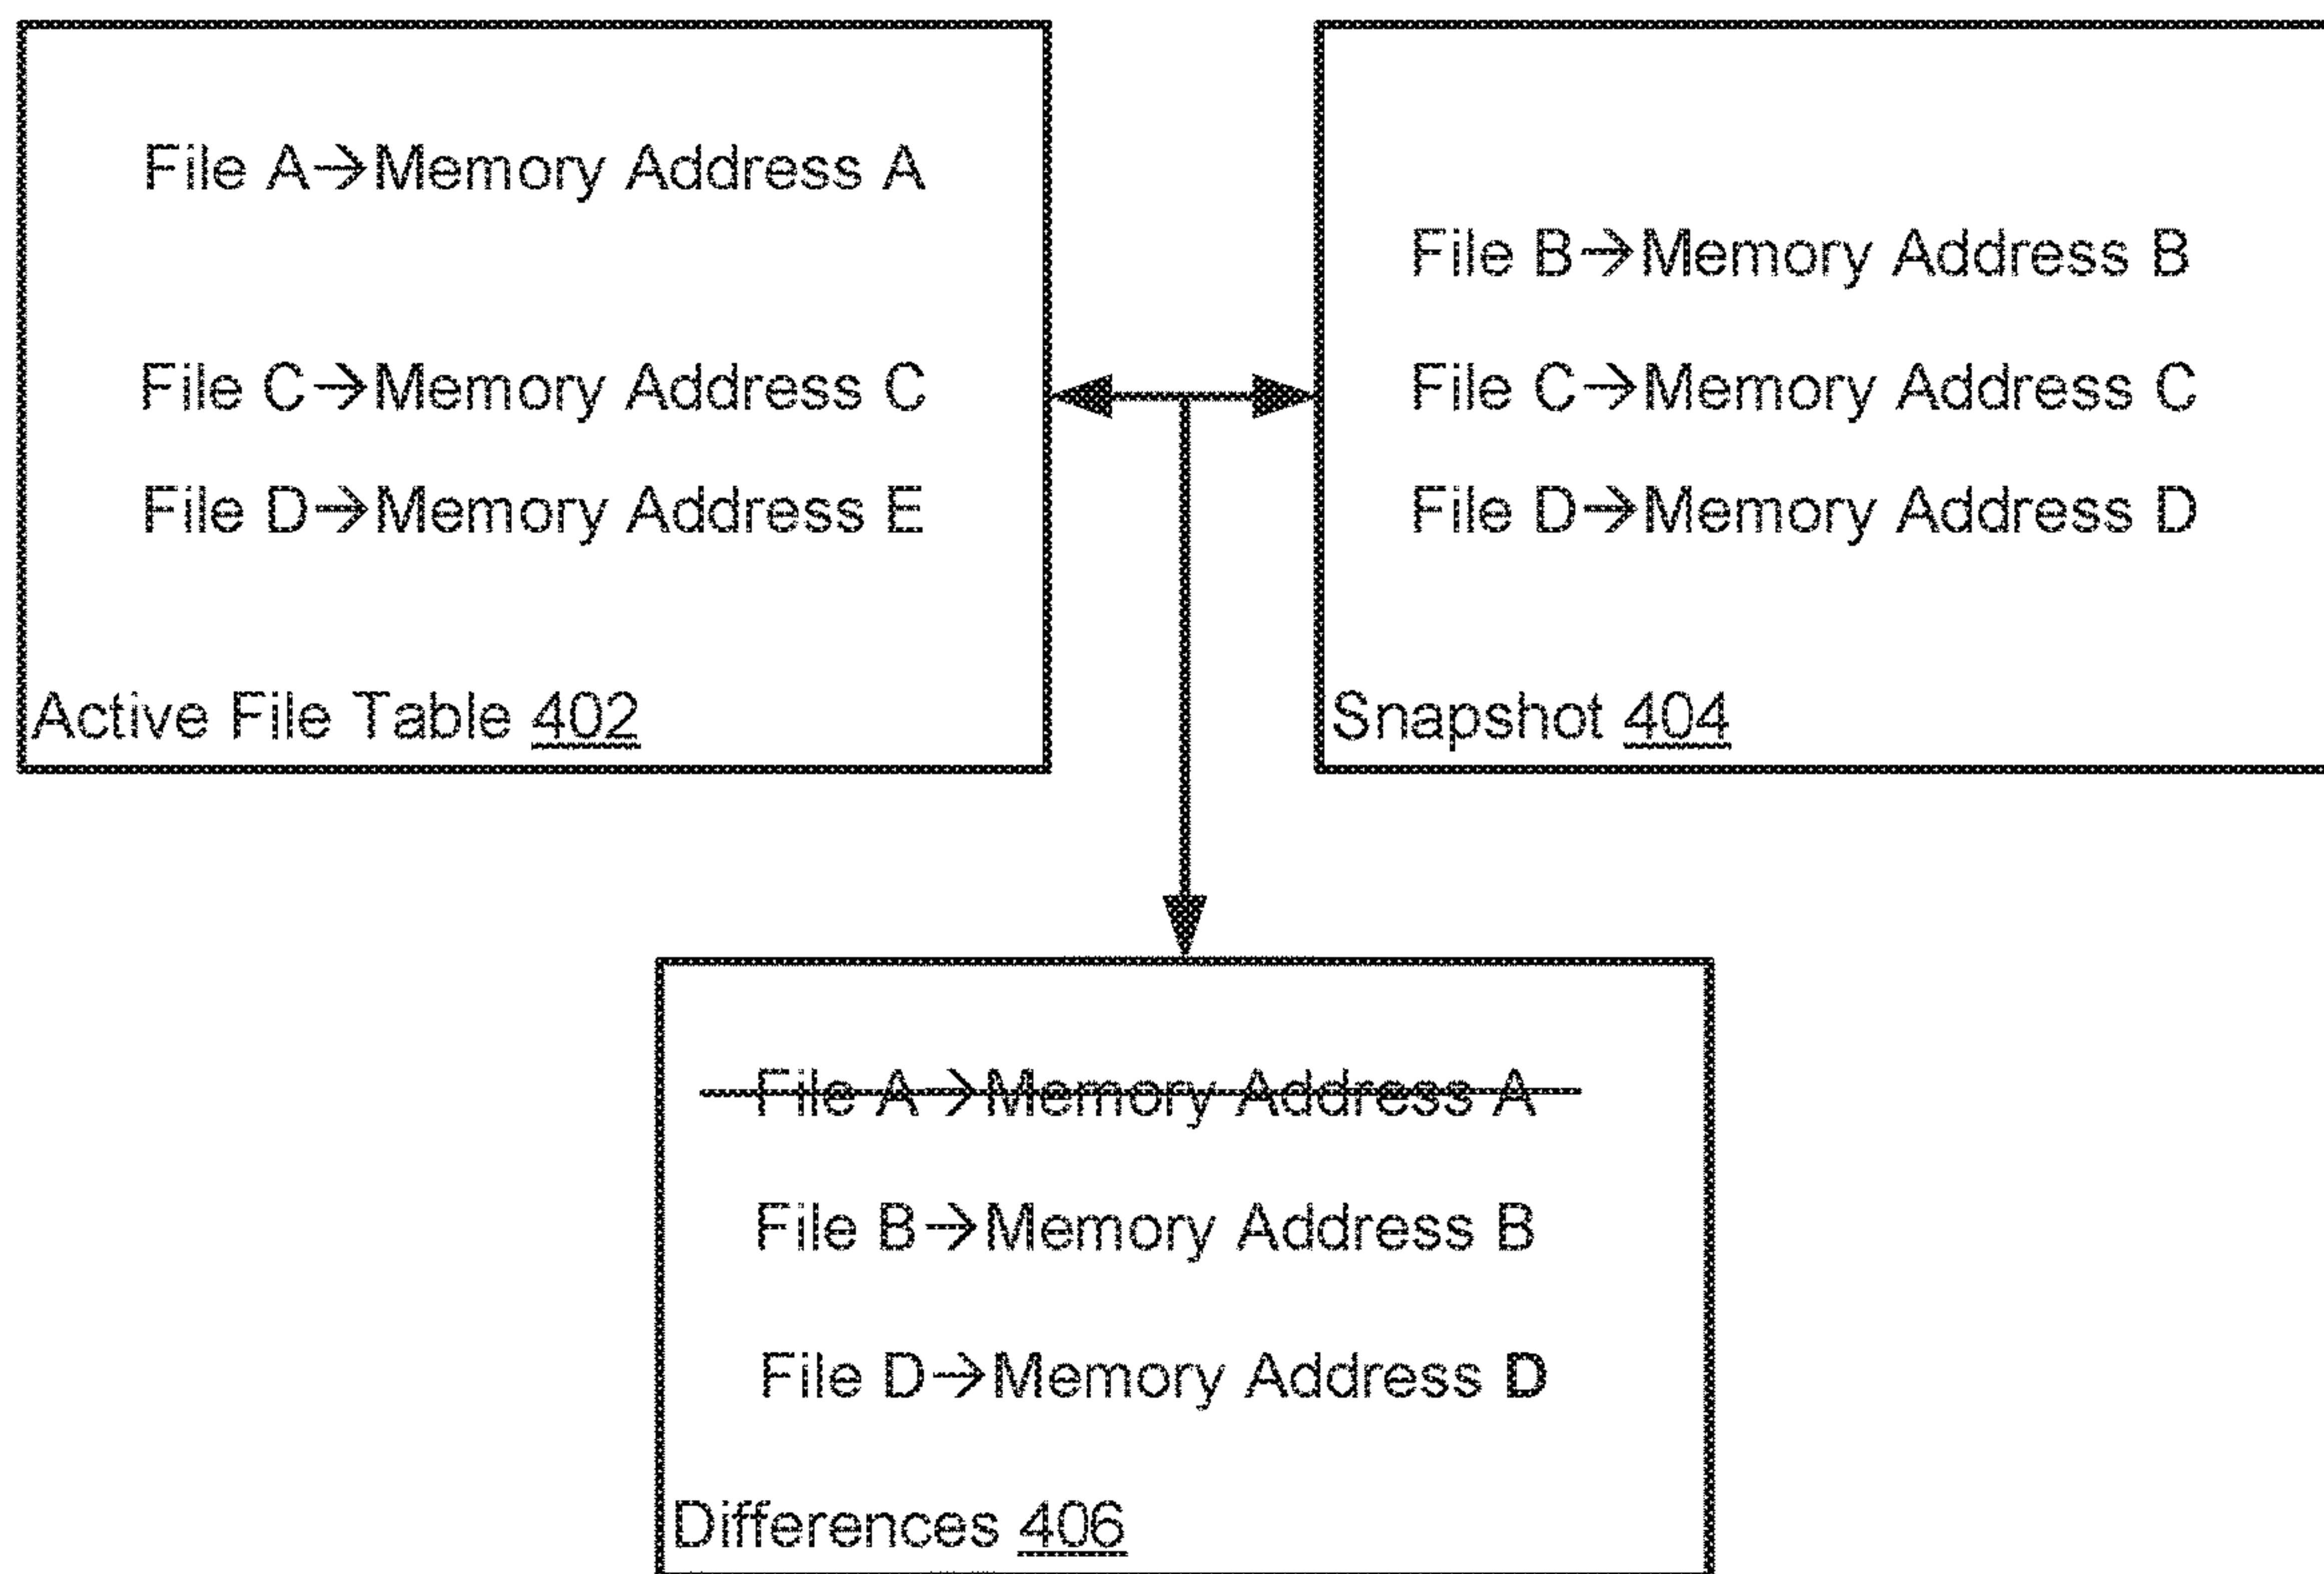 File A→Memory Address A
File C→Memory Address C
File D→Memory Address E
Active File Table 402
File B→Memory Address B
File C→Memory Address C
File D→Memory Address D
Snapshot 404
File A→Memory Address A
File B→Memory Address B
File D→Memory Address D
Differences 406